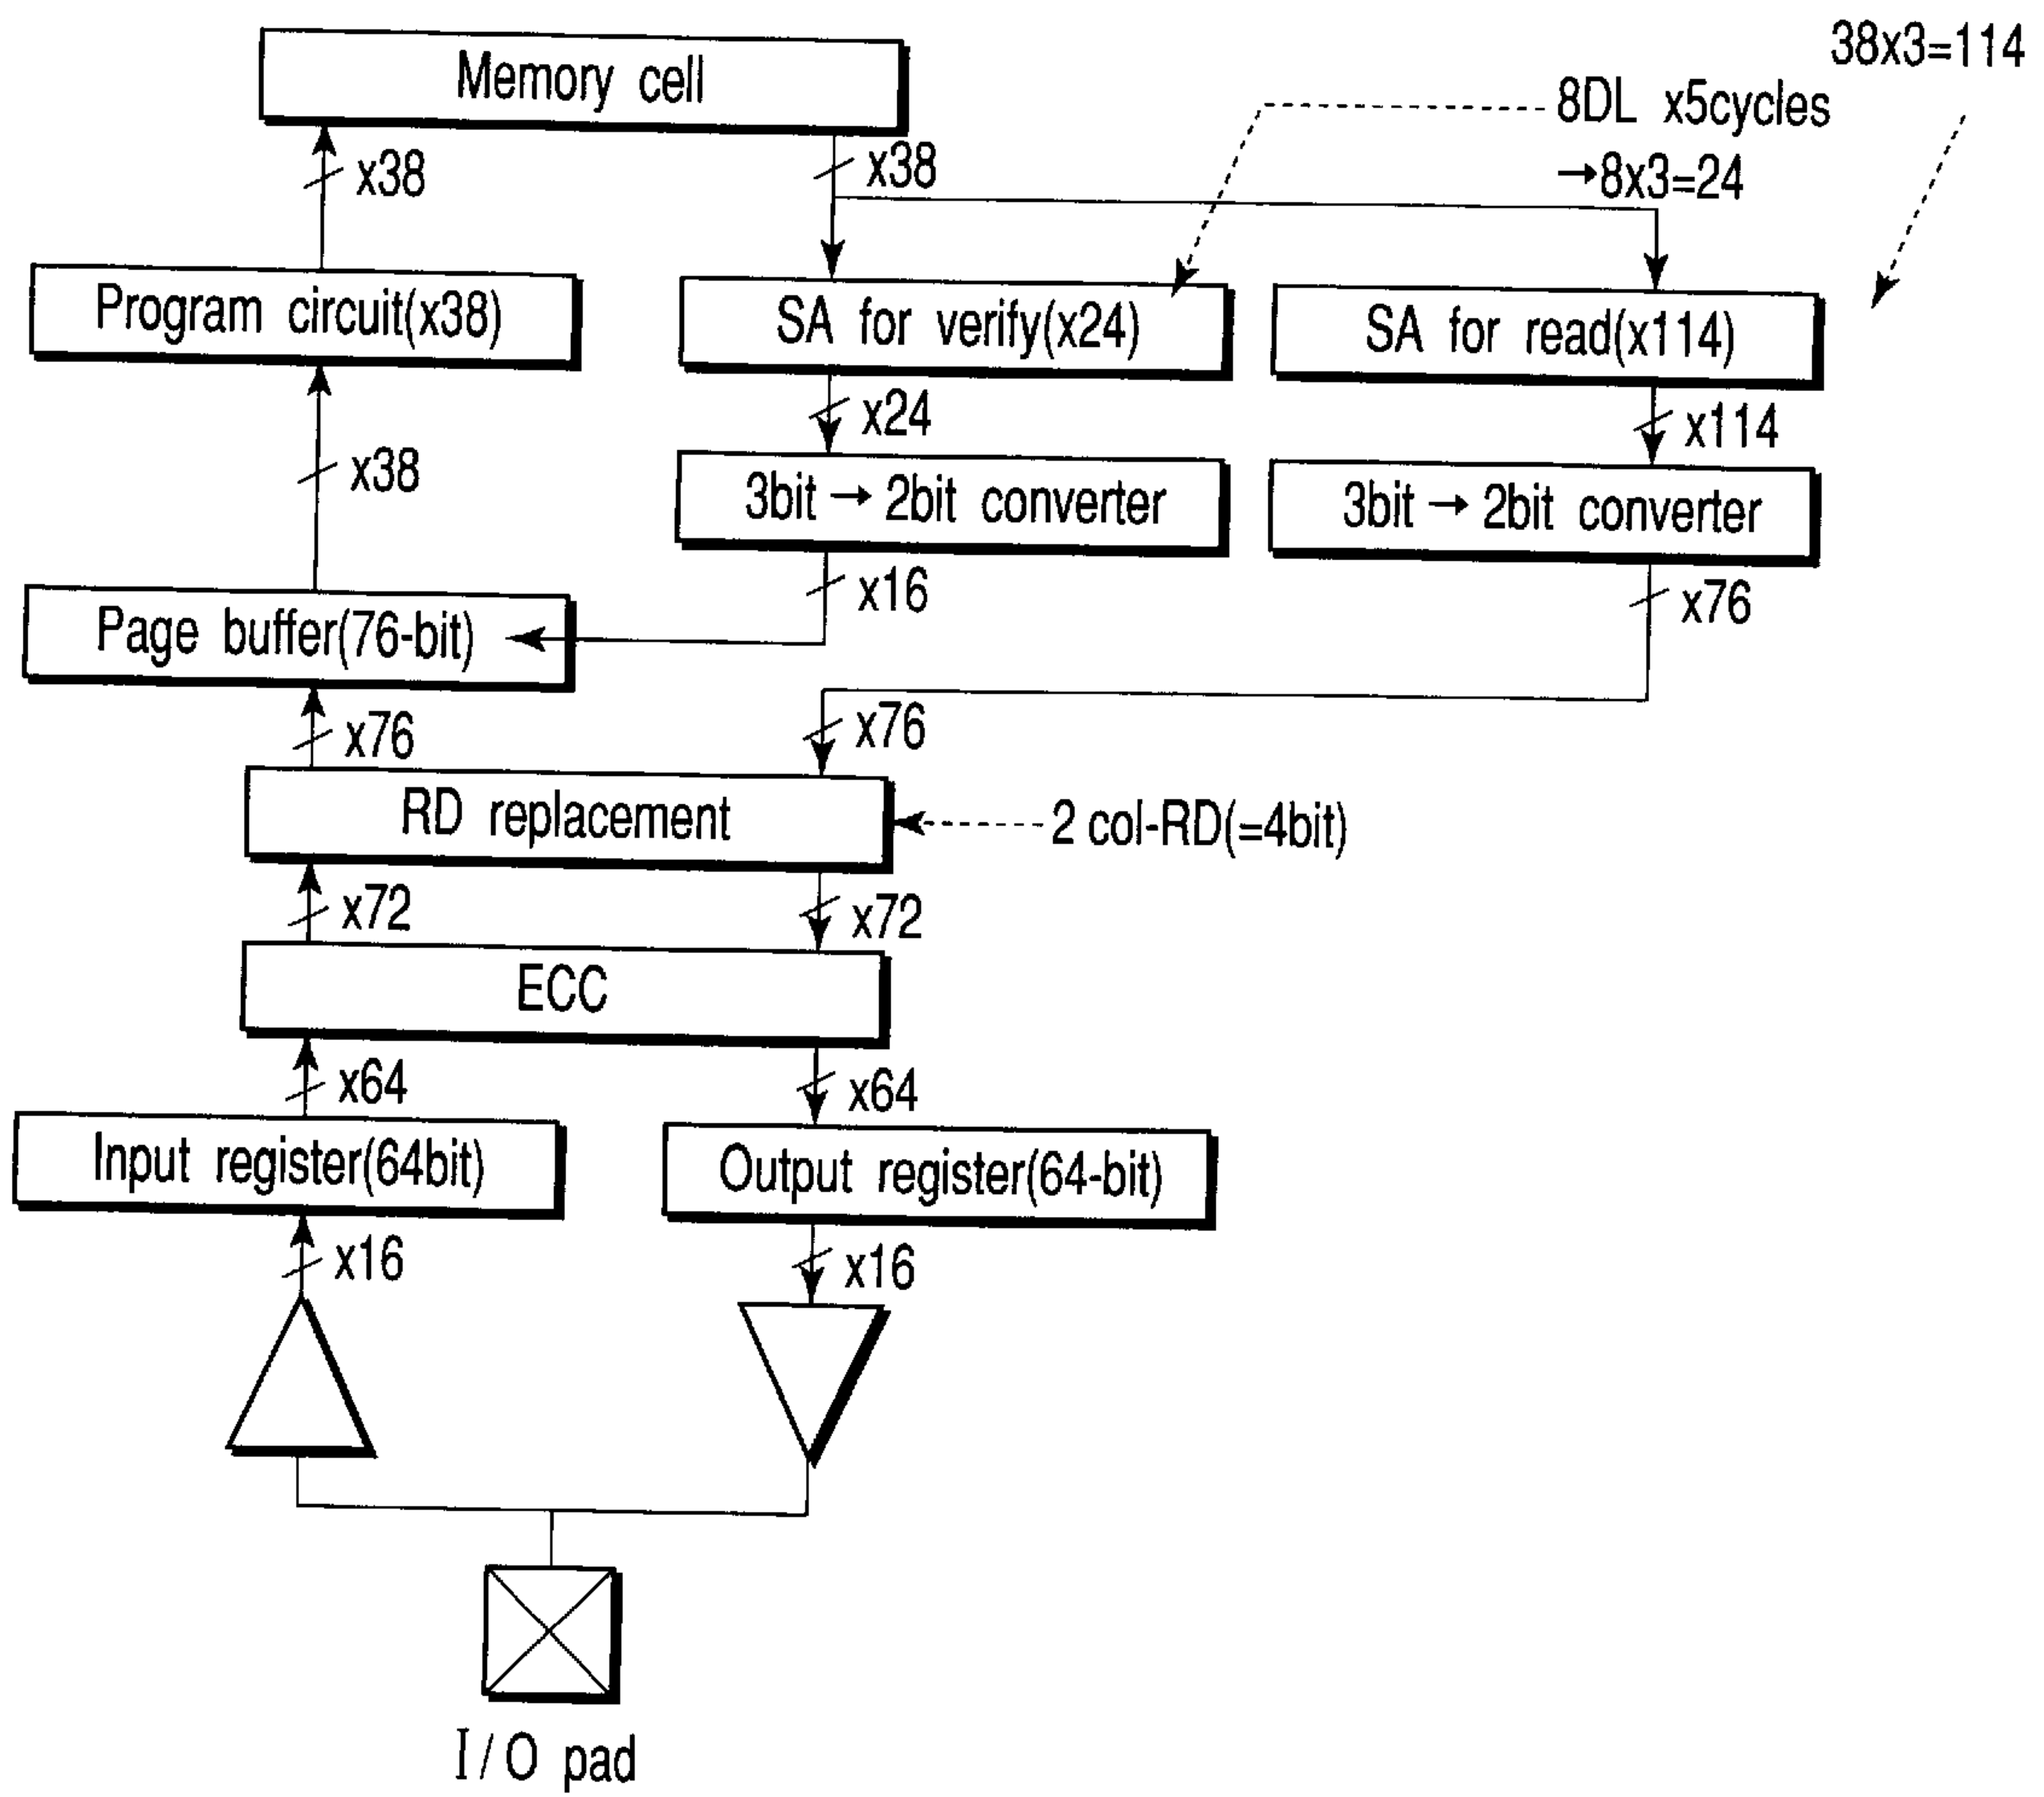 38x3=114
Memory cell
8DL x5cycles
→8x3=24
x38
x38
Program circuit(x38)
SA for verify(x24)
SA for read(x114)
x24
x114
x38
3bit → 2bit converter
3bit → 2bit converter
x16
x76
Page buffer(76-bit)
x76
x76
RD replacement
2 col-RD(=4bit)
x72
x72
ECC
x64
x64
Input register(64bit)
Output register(64-bit)
x16
x16
I/O pad